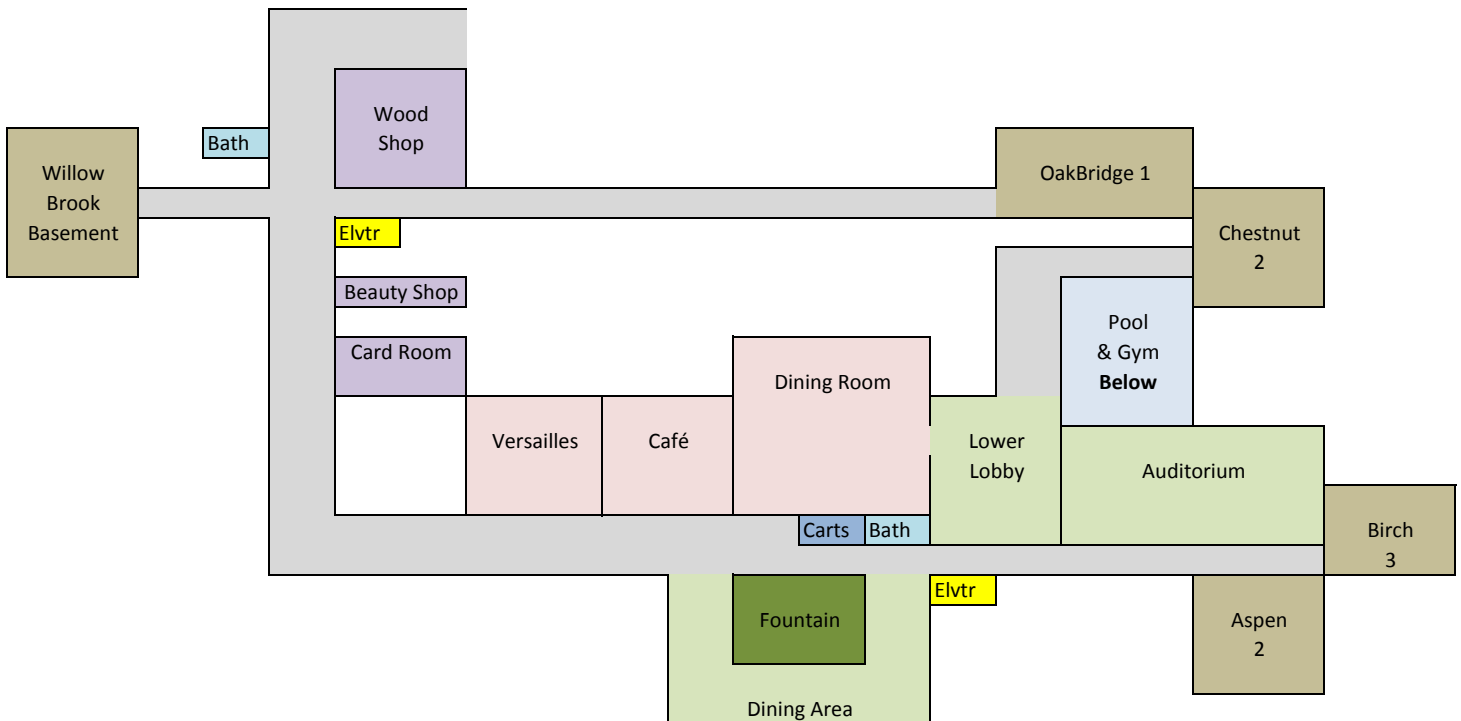 Wood
Shop
Bath
Willow
Brook
Basement
OakBridge 1
Elvtr
Chestnut
2
Beauty Shop
Pool
& Gym
Below
Card Room
Dining Room
Versailles
Café
Lower
Lobby
Auditorium
Carts
Bath
Birch
3
Elvtr
Fountain
Aspen
2
Dining Area